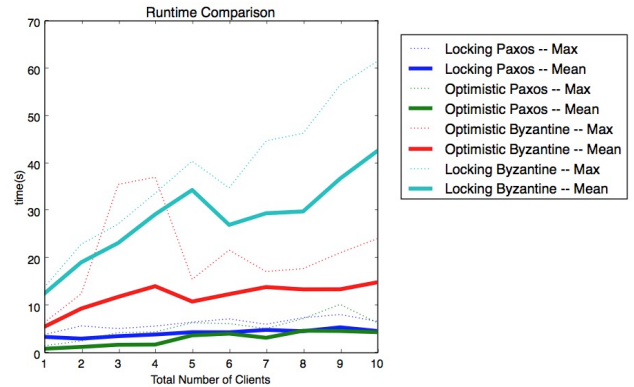 Runtime Comparison
70
60
50
40
30
20
10
0
time(s)
1 2 3 4 5 6 7 8 9 10
Total Number of Clients
Locking Paxos -- Max
Locking Paxos -- Mean
Optimistic Paxos -- Max
Optimistic Paxos -- Mean
Optimistic Byzantine -- Max
Optimistic Byzantine -- Mean
Locking Byzantine -- Max
Locking Byzantine -- Mean